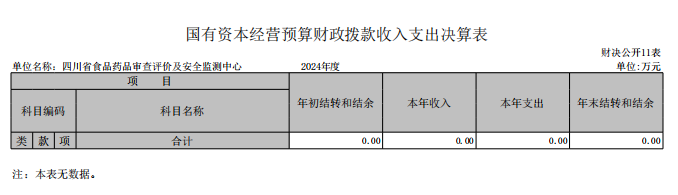 国有资本经营预算财政拨款收入支出决算表
财决公开11表
单位名称：四川省食品药品审查评价及安全监测中心 2024年度 单位:万元
项 目 年初结转和结余 本年收入 本年支出 年末结转和结余
科目编码 科目名称
类 款 项 合计 0.00 0.00 0.00 0.00
注：本表无数据。